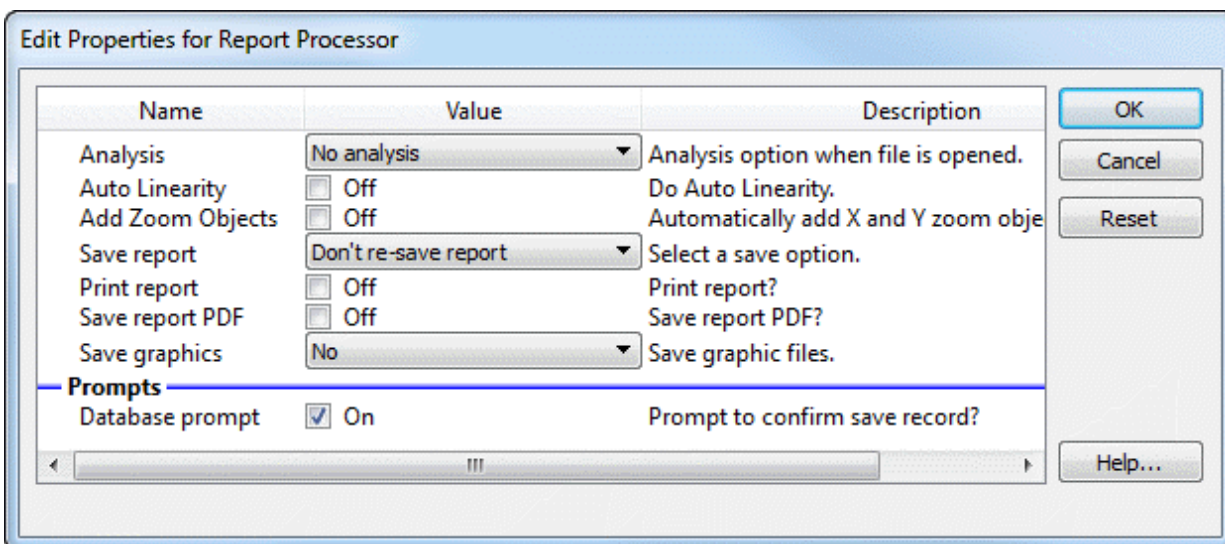 Edit Properties for Report Processor
Name Value Description OK
Analysis No analysis Analysis option when file is opened.
Cancel
Auto Linearity Off Do Auto Linearity.
Add Zoom Objects Off Automatically add X and Y zoom obje Reset
Save report Don't re-save report Select a save option.
Print report Off Print report?
Save report PDF Off Save report PDF?
Save graphics No Save graphic files.
Prompts
Database prompt On Prompt to confirm save record?
Help...